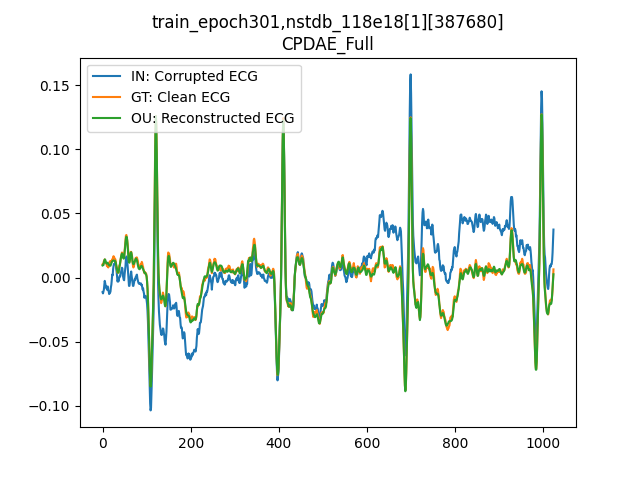 train_epoch301,nstdb_118e18[1][387680]
CPDAE_Full
IN: Corrupted ECG
GT: Clean ECG
OU: Reconstructed ECG
0.15
0.10
0.05
0.00
−0.05
−0.10
0 200 400 600 800 1000